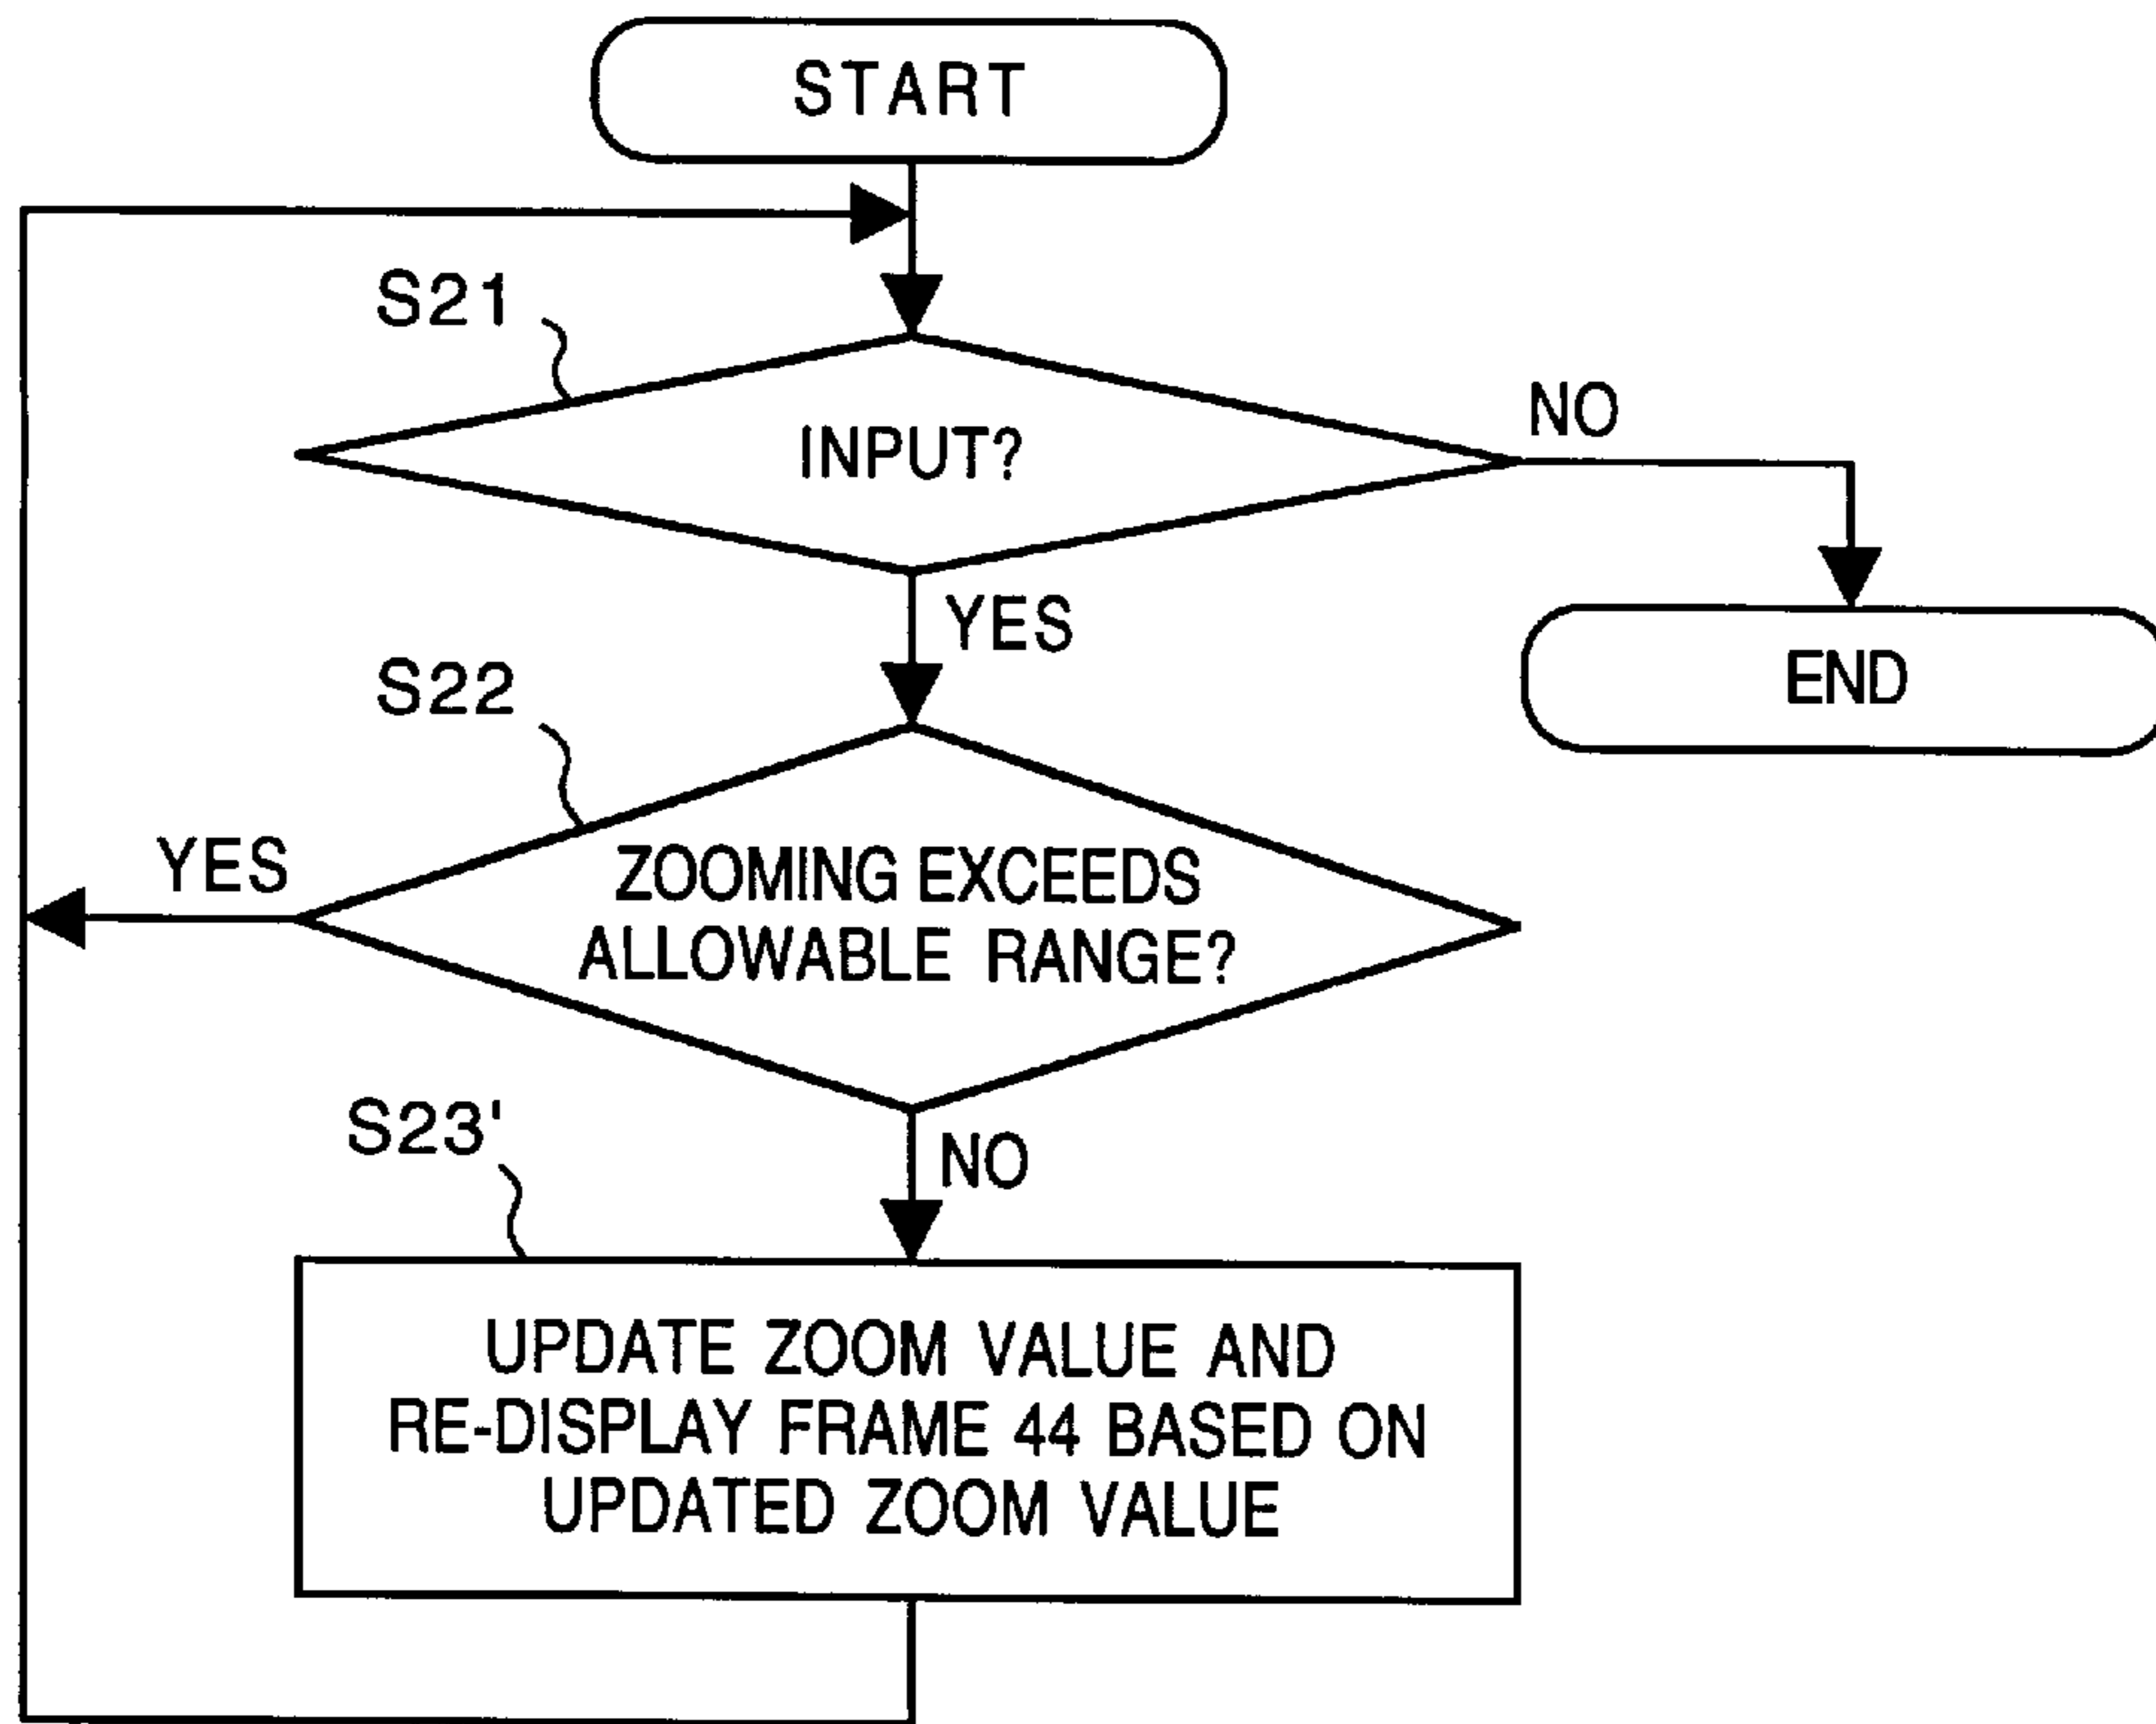 START
S21
INPUT?
NO
YES
END
S22
YES
ZOOMING EXCEEDS
ALLOWABLE RANGE?
S23'
NO
UPDATE ZOOM VALUE AND
RE-DISPLAY FRAME 44 BASED ON
UPDATED ZOOM VALUE